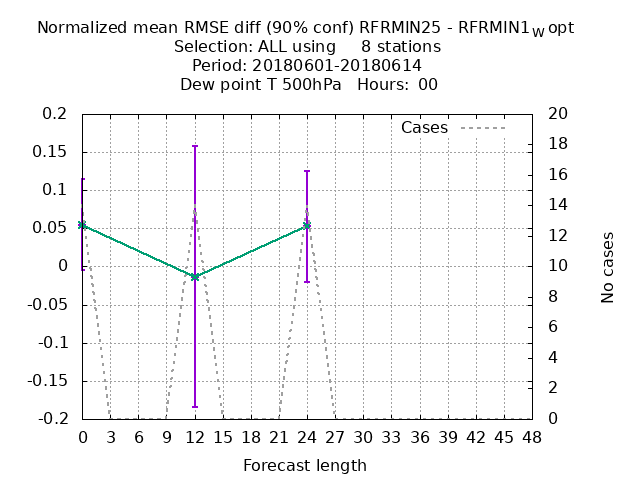 Normalized mean RMSE diff (90% conf) RFRMIN25 - RFRMIN1wopt
Selection: ALL using 8 stations
Period: 20180601-20180614
Dew point T 500hPa Hours: 00
Cases
0.2
0.15
0.1
0.05
0
-0.05
-0.1
-0.15
-0.2
20
18
16
14
12
10
8
6
4
2
0
No cases
0 3 6 9 12 15 18 21 24 27 30 33 36 39 42 45 48
Forecast length